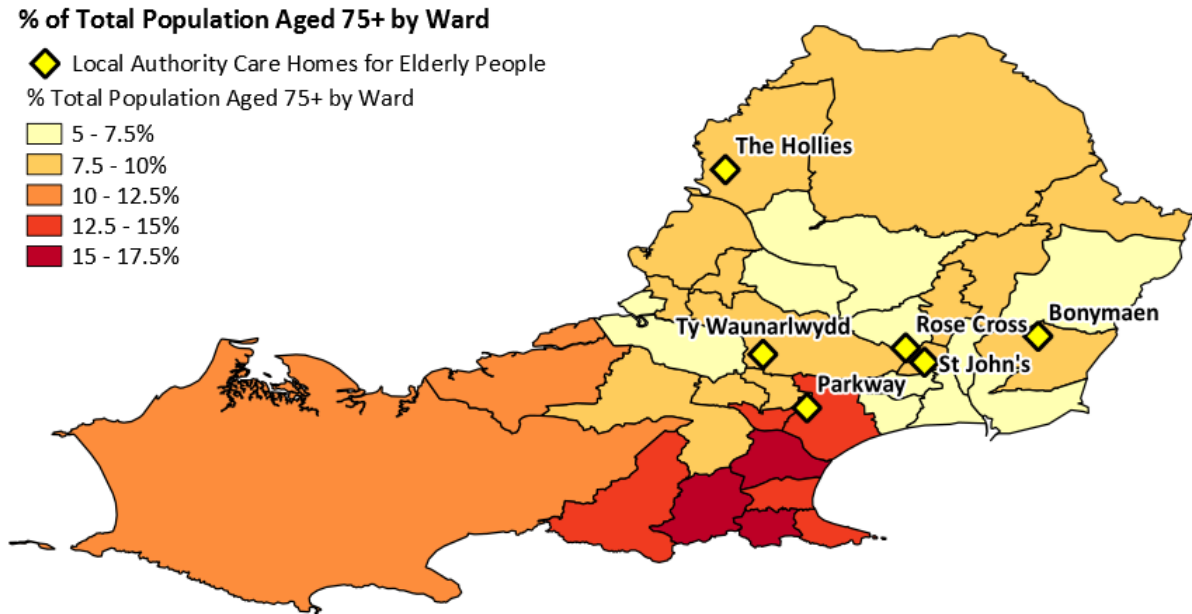 % of Total Population Aged 75+ by Ward
Local Authority Care Homes for Elderly People
% Total Population Aged 75+ by Ward
5 - 7.5%
7.5 - 10%
10 - 12.5%
12.5 - 15%
15 - 17.5%
The Hollies
Bonymaen
Ty Waunarlwydd
Rose Cross
St John's
Parkway